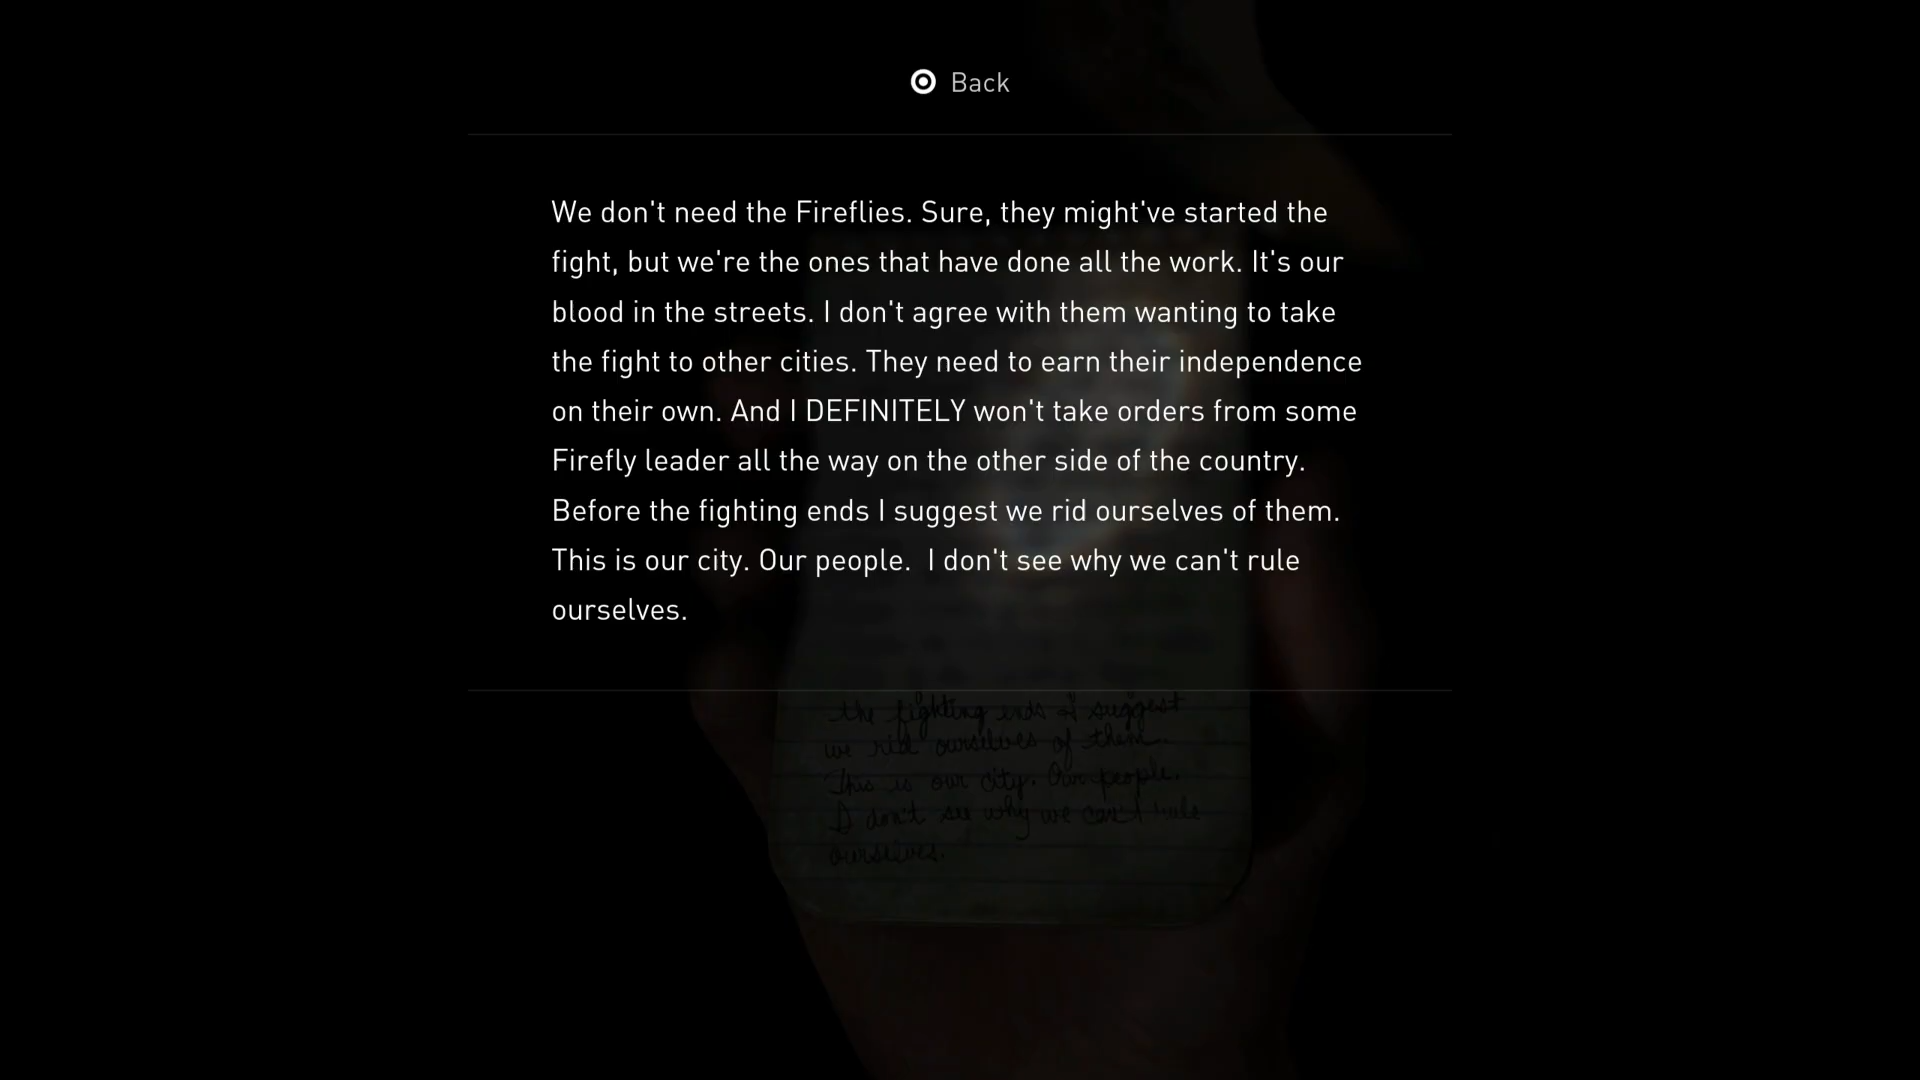 Back
We don't need the Fireflies. Sure, they might've started the
fight, but we're the ones that have done all the work. It's our
blood in the streets. I don't agree with them wanting to take
the fight to other cities. They need to earn their independence
on their own. And I DEFINITELY won't take orders from some
Firefly leader all the way on the other side of the country.
Before the fighting ends I suggest we rid ourselves of them.
This is our city. Our people.  I don't see why we can't rule
ourselves.
the fighting ends I suggest
we rid ourselves of them.
This is our city. Our people.
I don't see why we can't rule
ourselves.